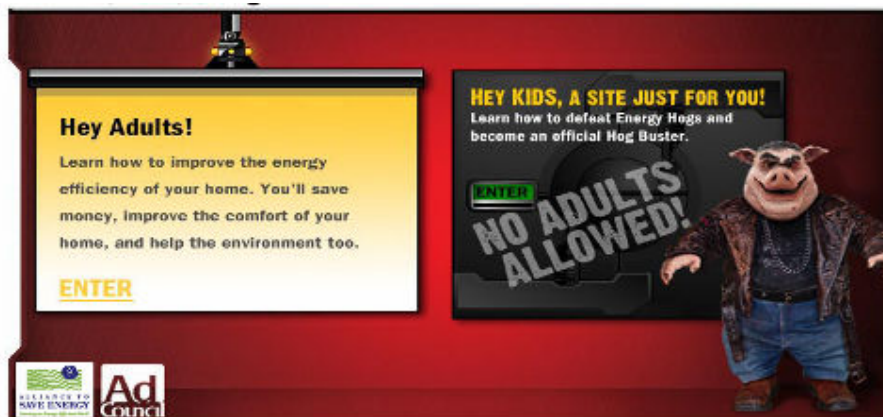 Hey Adults!
Learn how to improve the energy
efficiency of your home. You'll save
money, improve the comfort of your
home, and help the environment too.
ENTER
HEY KIDS, A SITE JUST FOR YOU!
Learn how to defeat Energy Hogs and
become an official Hog Buster.
ENTER
NO ADULTS
ALLOWED!
ALLIANCE TO
SAVE ENERGY
Ad
Council